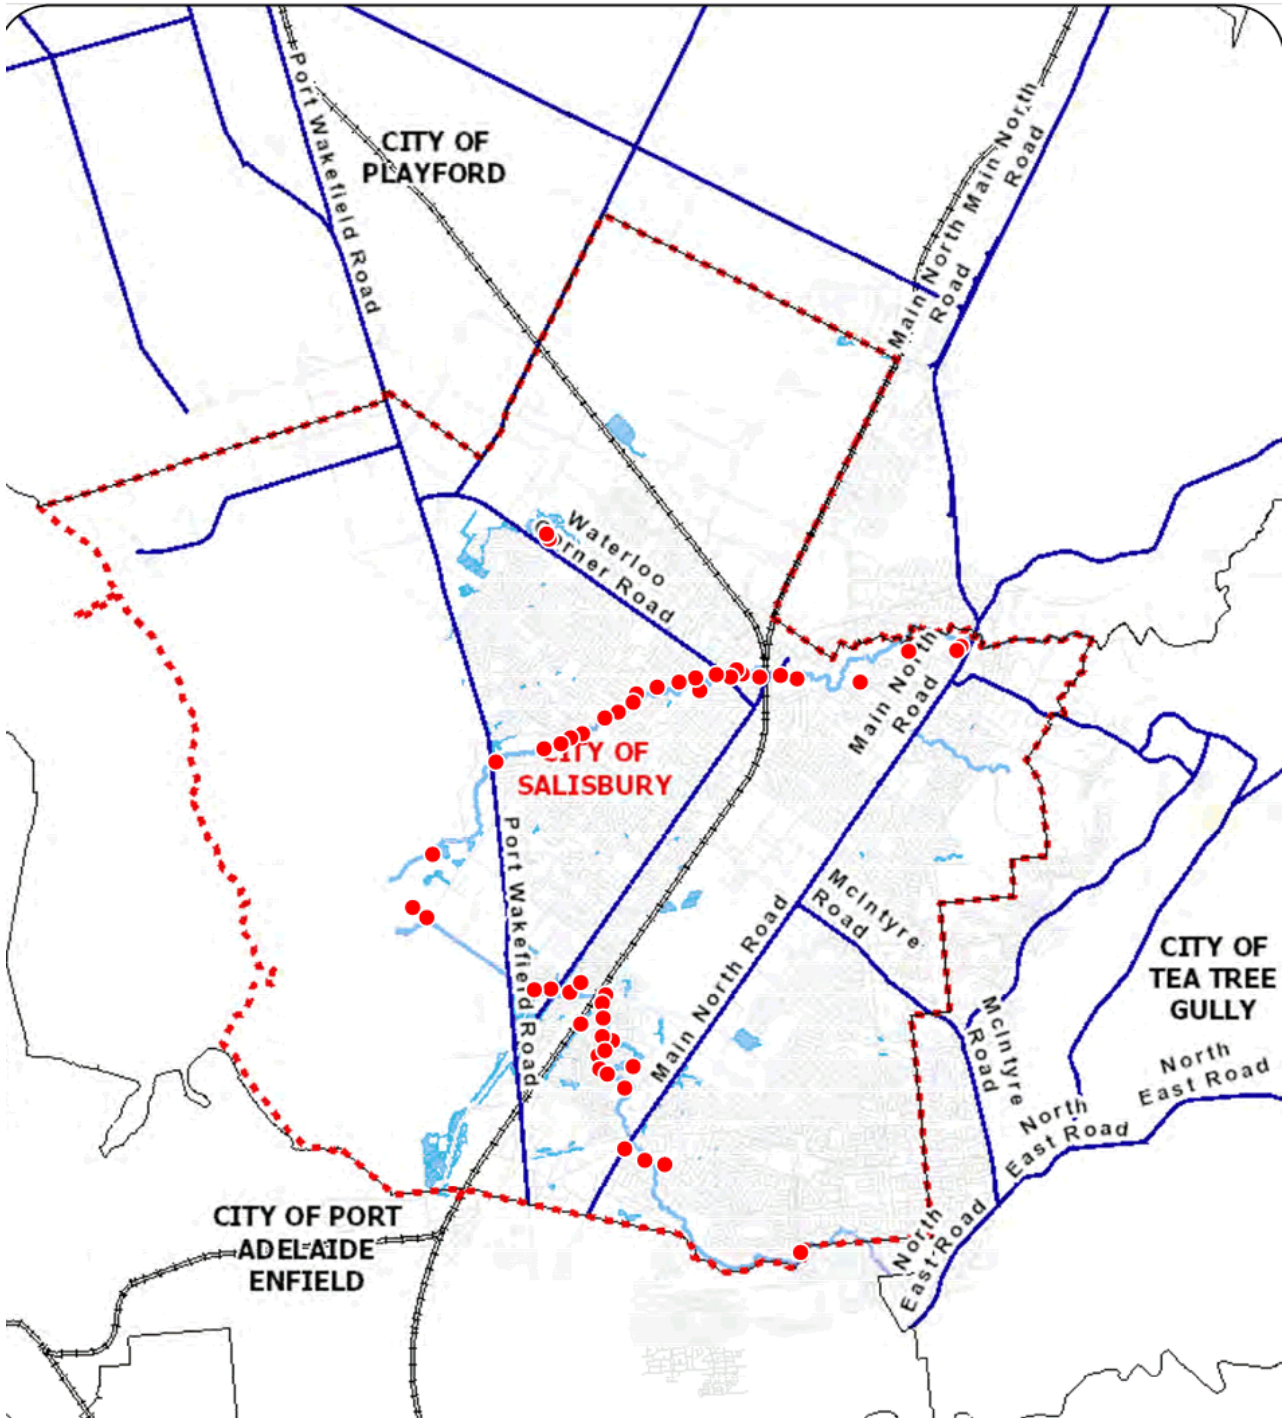 Port Wakefield Road
CITY OF
PLAYFORD
Main North
Road
Main North
Road
Waterloo
Corner Road
Main North
Road
CITY OF
SALISBURY
Port Wakefield Road
McIntyre
Road
Main North Road
CITY OF
TEA TREE
GULLY
McIntyre
Road
North
East Road
North
East Road
North
East Road
CITY OF PORT
ADELAIDE
ENFIELD